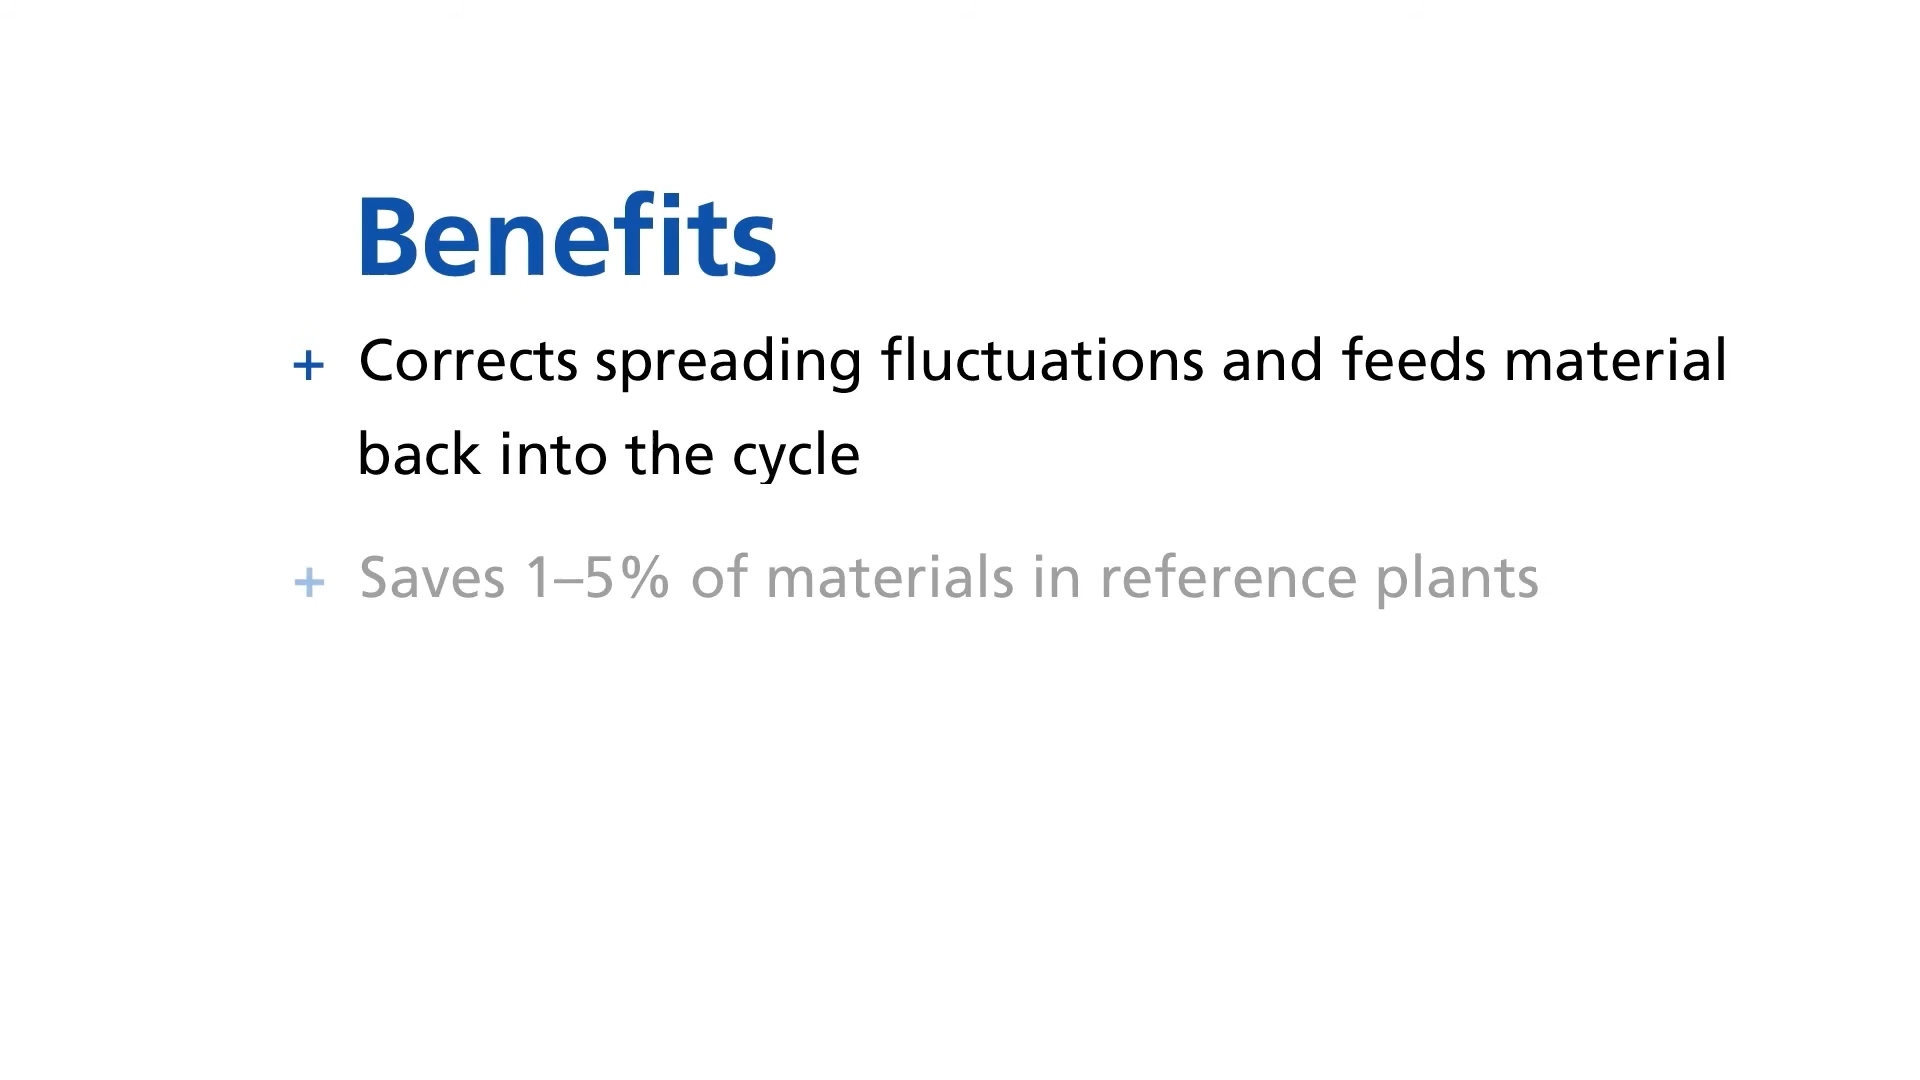 Benefits
+ Corrects spreading fluctuations and feeds material
back into the cycle
+ Saves 1–5% of materials in reference plants